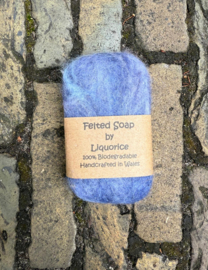 Felted Soap
by
Liquorice
100% Biodegradable
Handcrafted in Wales